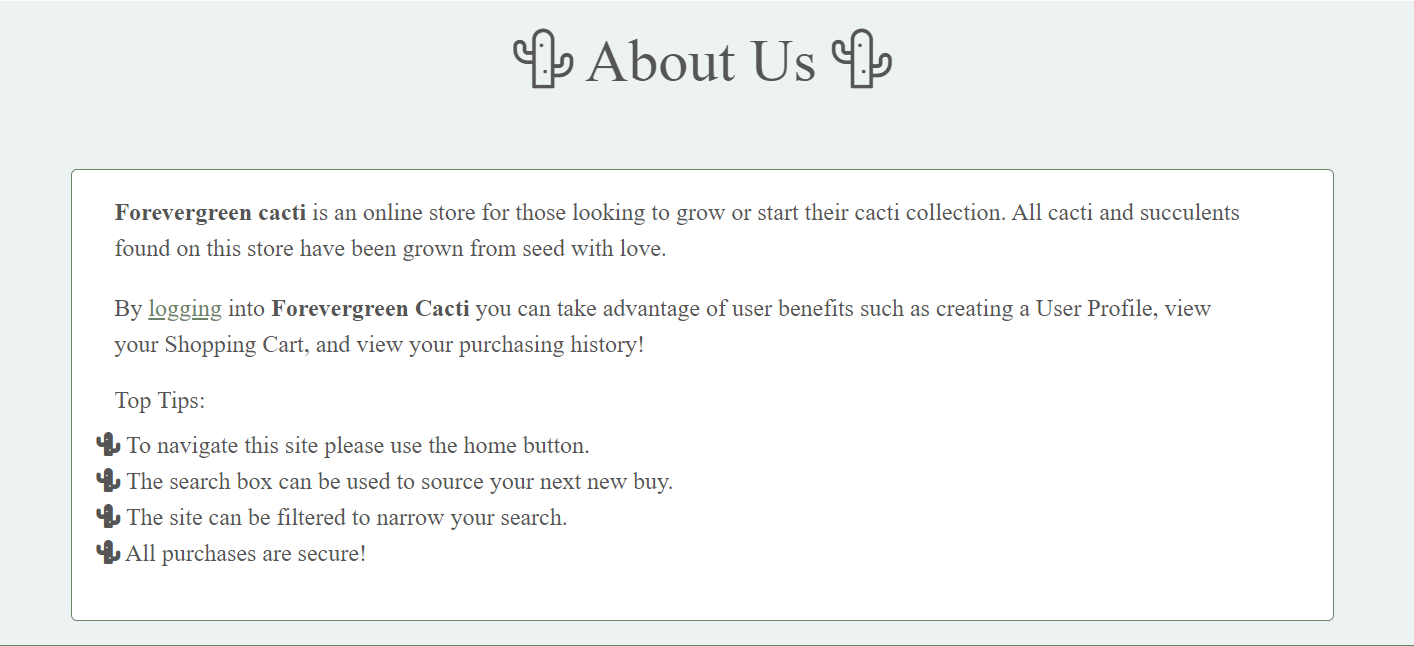 About Us
Forevergreen cacti is an online store for those looking to grow or start their cacti collection. All cacti and succulents
found on this store have been grown from seed with love.
By logging into Forevergreen Cacti you can take advantage of user benefits such as creating a User Profile, view
your Shopping Cart, and view your purchasing history!
Top Tips:
To navigate this site please use the home button.
The search box can be used to source your next new buy.
The site can be filtered to narrow your search.
All purchases are secure!